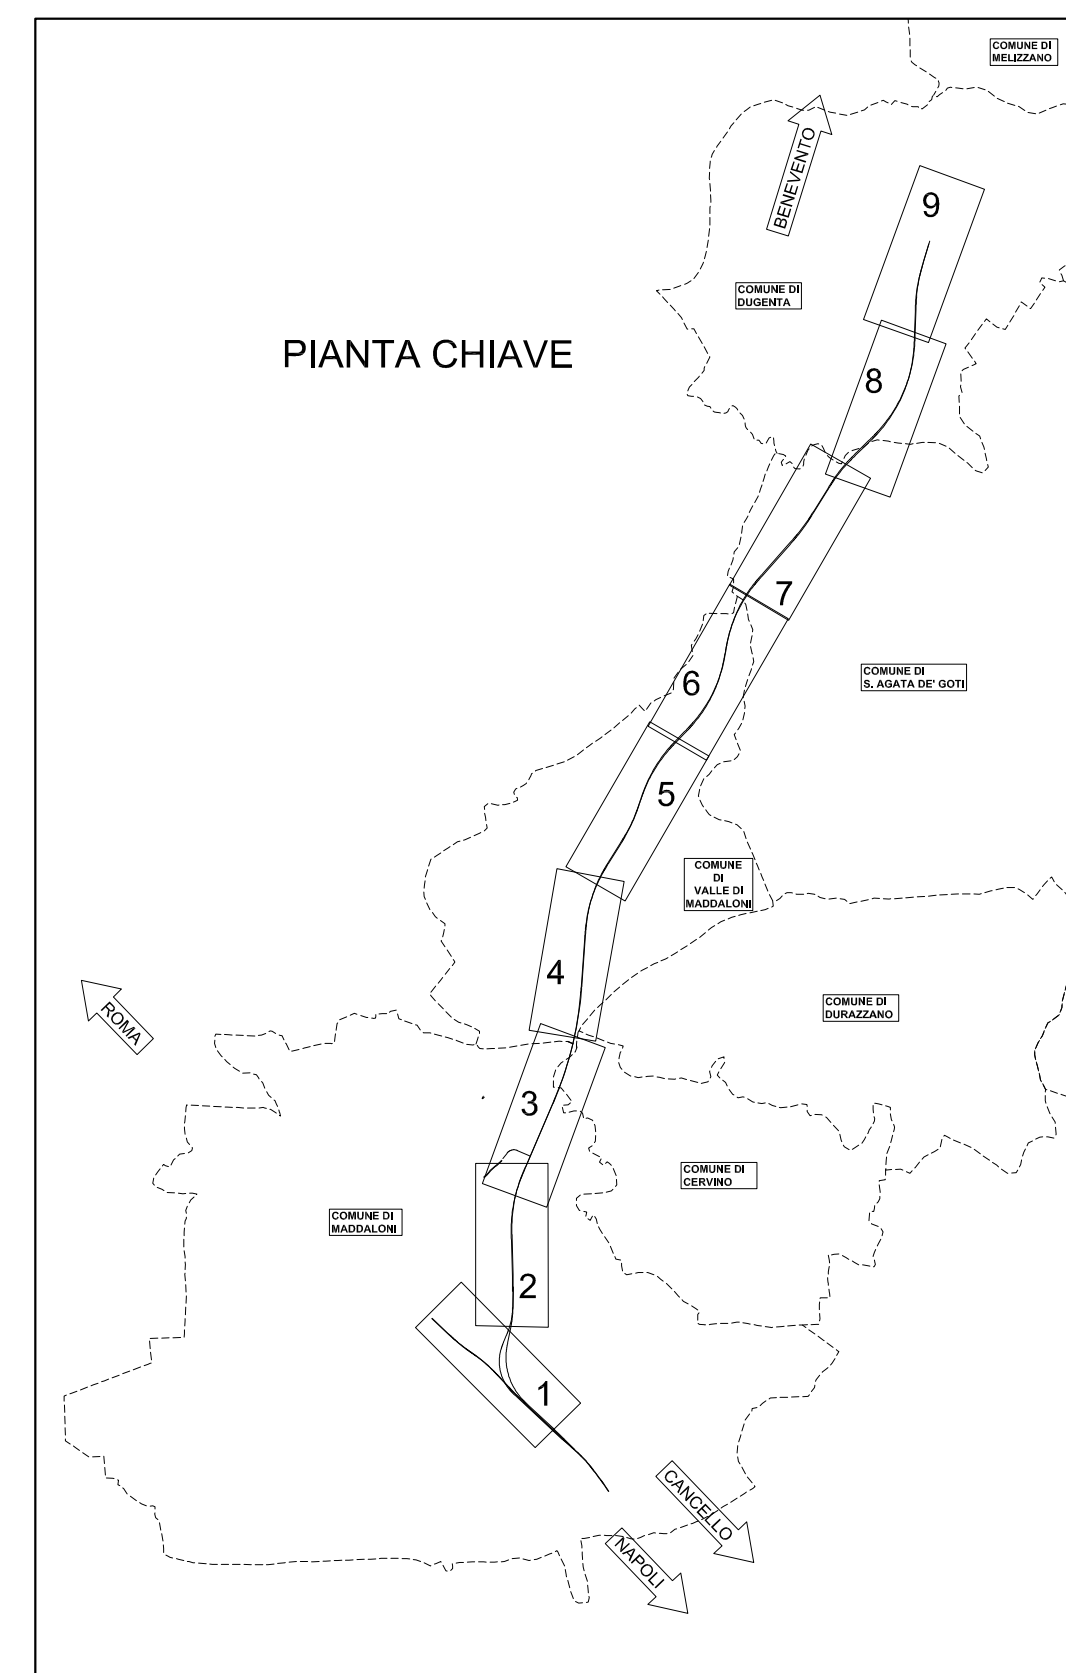 COMUNE DI
MELIZZANO
BENEVENTO
9
COMUNE DI
DUGENTA
PIANTA CHIAVE
8
7
COMUNE DI
S. AGATA DE' GOTI
6
5
COMUNE
DI
VALLE DI
MADDALONI
4
ROMA
COMUNE DI
DURAZZANO
3
COMUNE DI
CERVINO
COMUNE DI
MADDALONI
2
1
CANCELLO
NAPOLI